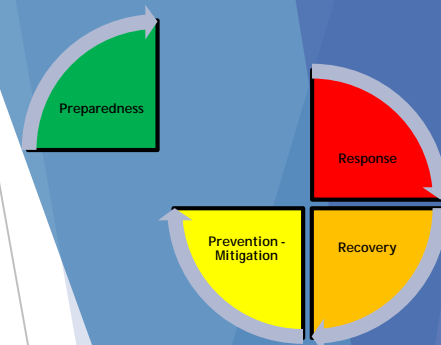 Preparedness
Response
Prevention -
Mitigation
Recovery